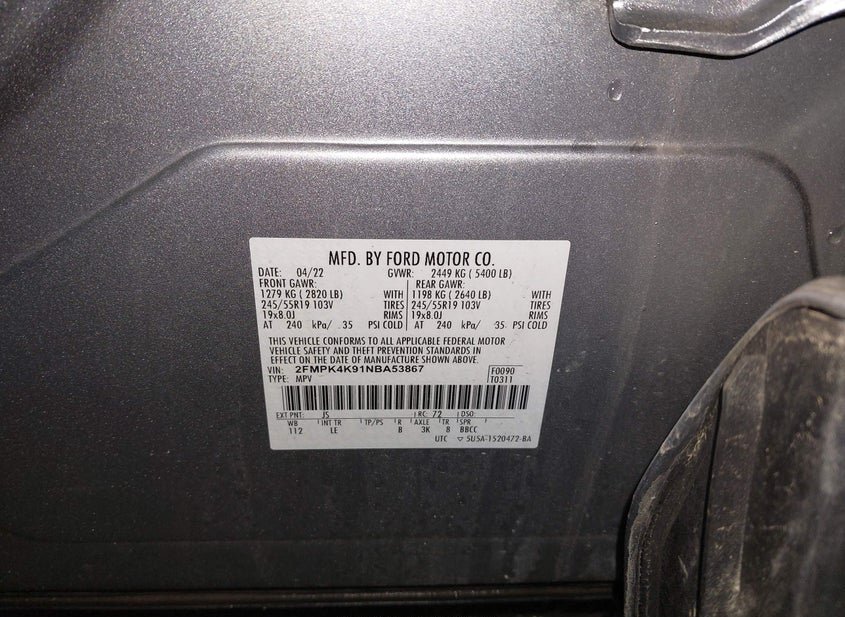 MFD. BY FORD MOTOR CO.
DATE: 04/22 GVWR: 2449 KG ( 5400 LB)
FRONT GAWR: REAR GAWR:
1279 KG ( 2820 LB) WITH 1198 KG ( 2640 LB) WITH
245/55R19 103V TIRES 245/55R19 103V TIRES
19x8.0J RIMS 19x8.0J RIMS
AT 240 kPa/ 35 PSI COLD AT 240 kPa/ 35 PSI COLD
THIS VEHICLE CONFORMS TO ALL APPLICABLE FEDERAL MOTOR
VEHICLE SAFETY AND THEFT PREVENTION STANDARDS IN
EFFECT ON THE DATE OF MANUFACTURE SHOWN ABOVE.
VIN: 2FMPK4K91NBA53867 F0090
TYPE: MPV T0311
EXT PNT: JS RC: 72 DSO:
WB INT TR TP/PS R AXLE TR SPR
112 LE B 3K 8 BBCC
UTC ▽ 5U5A-1520472-BA